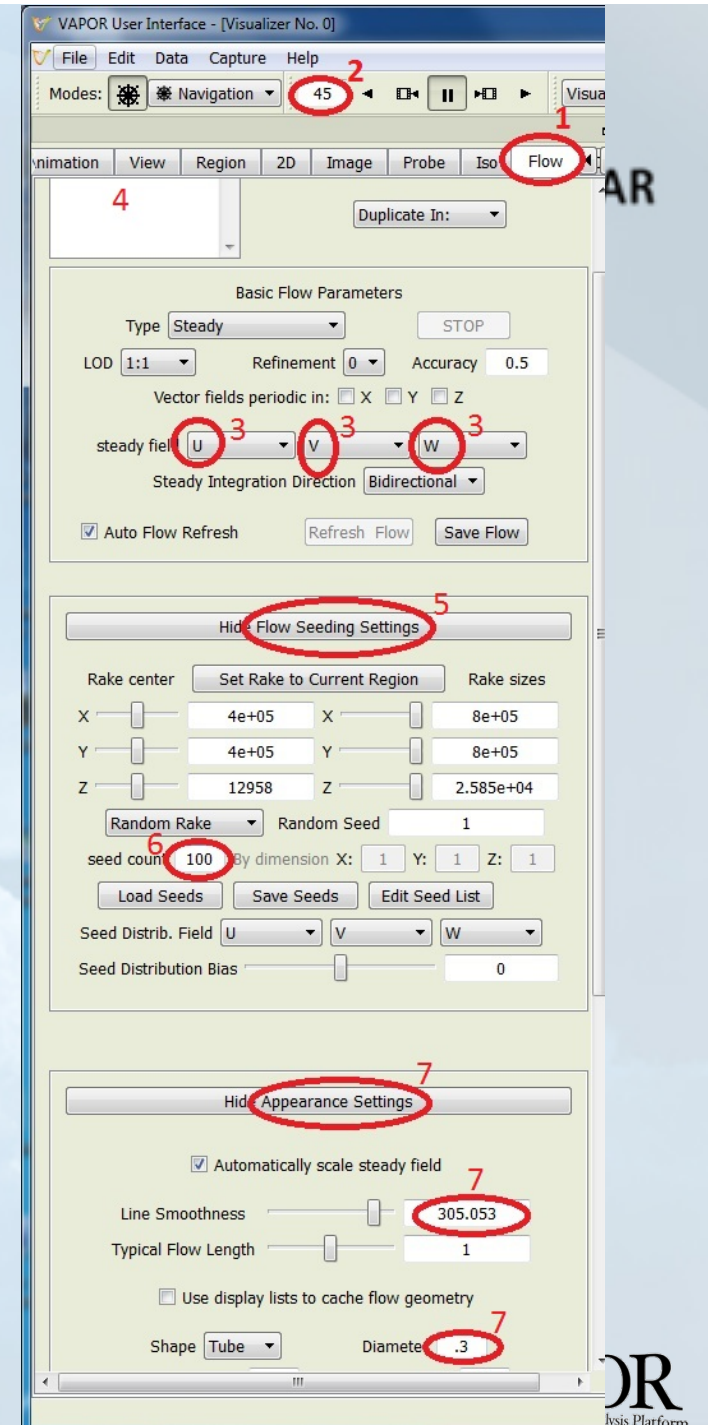 VAPOR User Interface - [Visualizer No. 0]
File Edit Data Capture Help
2
Modes: Navigation 45 Visua
1
nimation View Region 2D Image Probe Iso Flow
AR
4
Duplicate In:
Basic Flow Parameters
Type Steady STOP
LOD 1:1 Refinement 0 Accuracy 0.5
Vector fields periodic in: X Y Z
steady field U 3 V 3 W 3
Steady Integration Direction Bidirectional
Auto Flow Refresh Refresh Flow Save Flow
5
Hide Flow Seeding Settings
Rake center Set Rake to Current Region Rake sizes
X 4e+05 X 8e+05
Y 4e+05 Y 8e+05
Z 12958 Z 2.585e+04
Random Rake Random Seed 1
6
seed count 100 By dimension X: 1 Y: 1 Z: 1
Load Seeds Save Seeds Edit Seed List
Seed Distrib. Field U V W
Seed Distribution Bias 0
7
Hide Appearance Settings
Automatically scale steady field
7
Line Smoothness 305.053
Typical Flow Length 1
Use display lists to cache flow geometry
7
Shape Tube Diameter .3
OR
lysis Platform